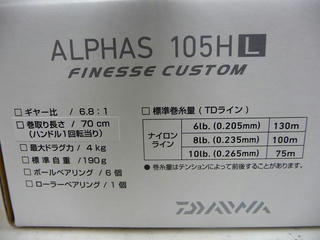 ALPHAS 105H L
FINESSE CUSTOM
□ギヤー比 / 6.8:1
□巻取り長さ / 70cm
(ハンドル1回転当り)
□最大ドラグ力 / 4kg
□標準自重 / 190g
□ボールベアリング / 6個
□ローラーベアリング / 1個
□標準巻糸量 (TDライン)
ナイロンライン
6lb. (0.205mm) 130m
8lb. (0.235mm) 100m
10lb. (0.265mm) 75m
※巻糸量はテンションによって前後することがあります。
DAIWA